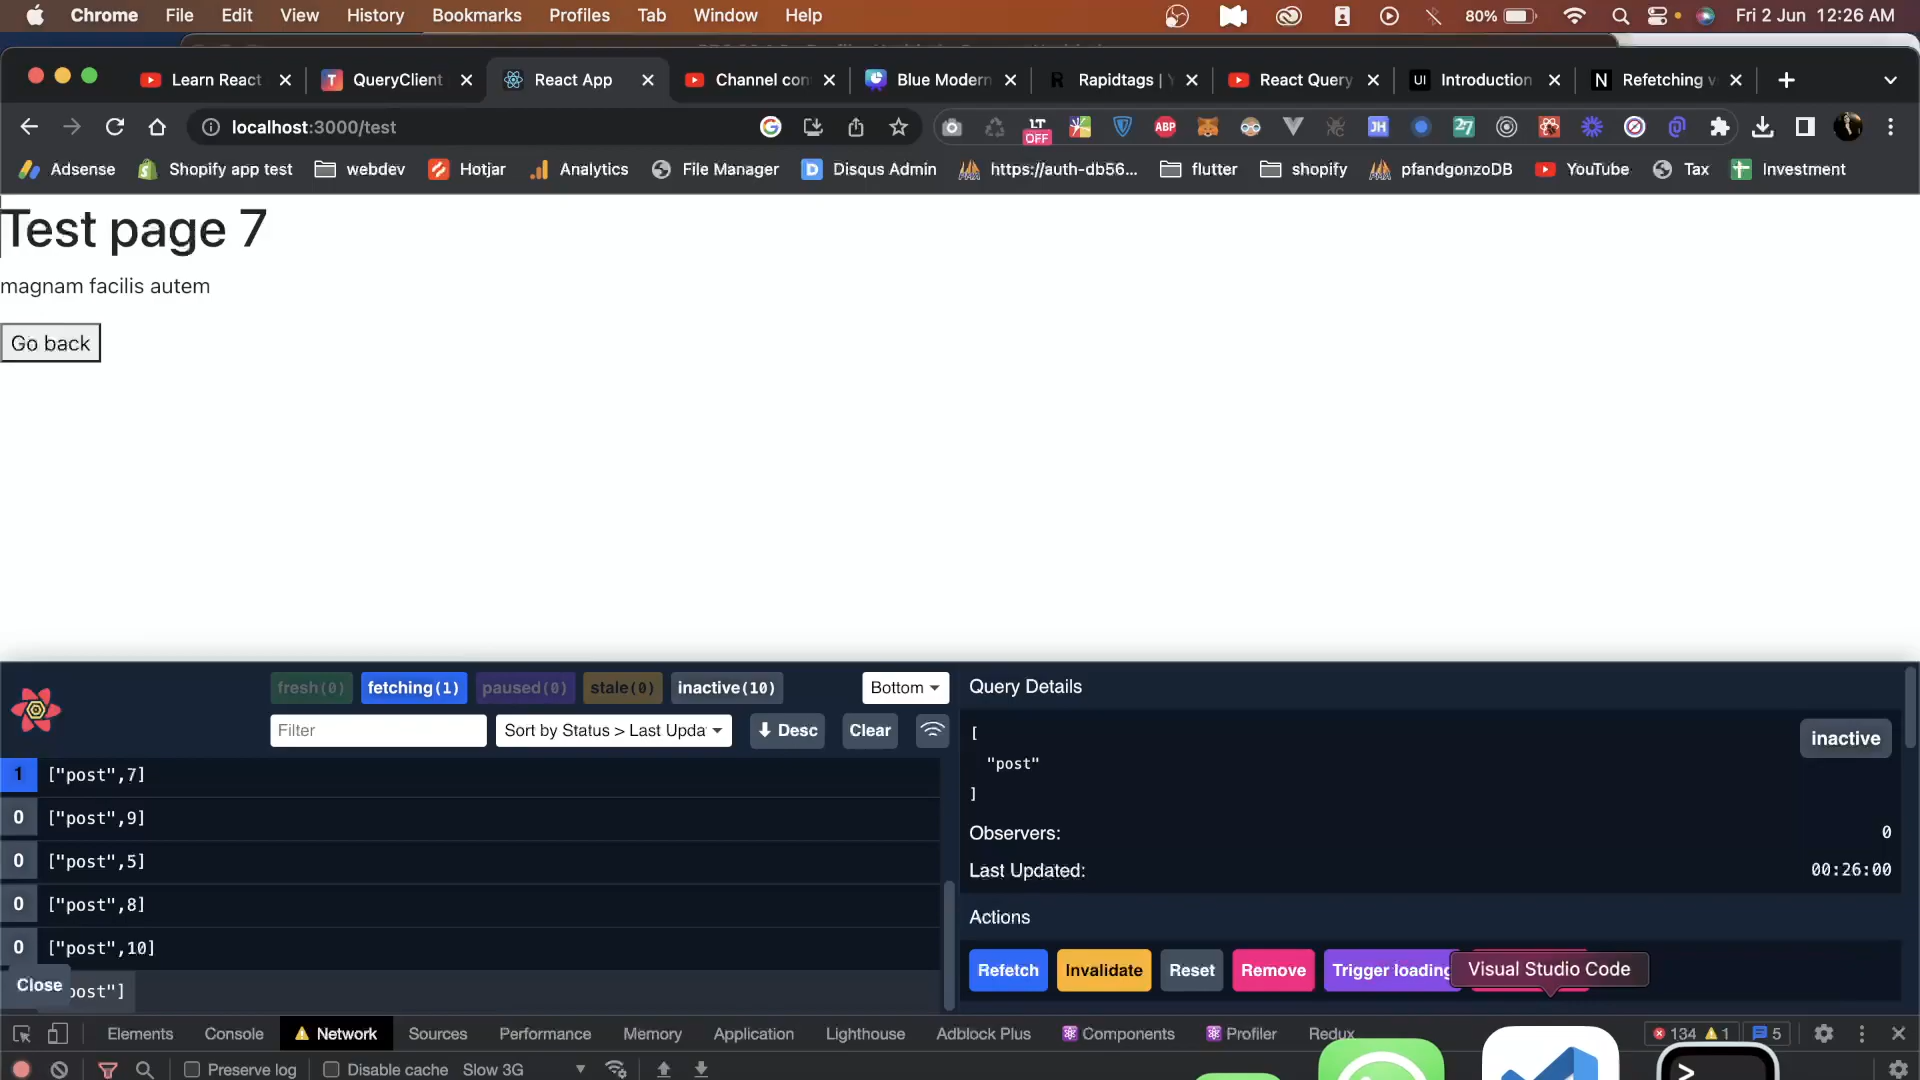 Chrome File Edit View History Bookmarks Profiles Tab Window Help 80% Fri 2 Jun 12:26 AM
Learn React QueryClient React App Channel con Blue Modern Rapidtags | Y React Query Introduction Refetching v
localhost:3000/test
Adsense Shopify app test webdev Hotjar Analytics File Manager Disqus Admin https://auth-db56... flutter shopify pfandgonzoDB YouTube Tax Investment
Test page 7
magnam facilis autem
Go back
fresh(0) fetching(1) paused(0) stale(0) inactive(10) Bottom
Filter Sort by Status > Last Upda Desc Clear
1 ["post",7]
0 ["post",9]
0 ["post",5]
0 ["post",8]
0 ["post",10]
Close post"]
Query Details
[
"post"
]
inactive
Observers: 0
Last Updated: 00:26:00
Actions
Refetch Invalidate Reset Remove Trigger loading Visual Studio Code
Elements Console Network Sources Performance Memory Application Lighthouse Adblock Plus Components Profiler Redux 134 1 5
Preserve log Disable cache Slow 3G